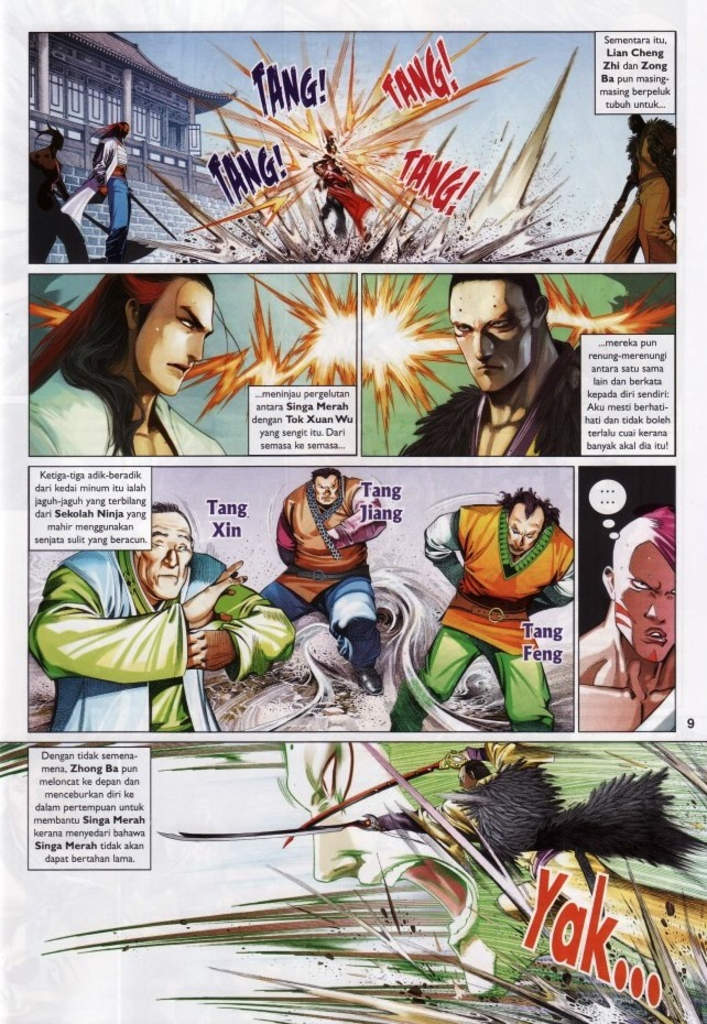 Sementara itu,
Lian Cheng
Zhi dan Zong
Ba pun masing-
masing berpeluk
tubuh untuk...
TANG!
TANG!
TANG!
TANG!
...meninjau pergelutan
antara Singa Merah
dengan Tok Xuan Wu
yang sengit itu. Dari
semasa ke semasa...
...mereka pun
renung-merenungi
antara satu sama
lain dan berkata
kepada diri sendiri:
Aku mesti berhati-
hati dan tidak boleh
terlalu cuai kerana
banyak akal dia itu!
Ketiga-tiga adik-beradik
dari kedai minum itu ialah
jaguh-jaguh yang terbilang
dari Sekolah Ninja yang
mahir menggunakan
senjata sulit yang beracun.
Tang
Xin
Tang
Jiang
Tang
Feng
...
...
9
Dengan tidak semena-
mena, Zhong Ba pun
meloncat ke depan dan
menceburkan diri ke
dalam pertempuan untuk
membantu Singa Merah
kerana menyedari bahawa
Singa Merah tidak akan
dapat bertahan lama.
Yak...